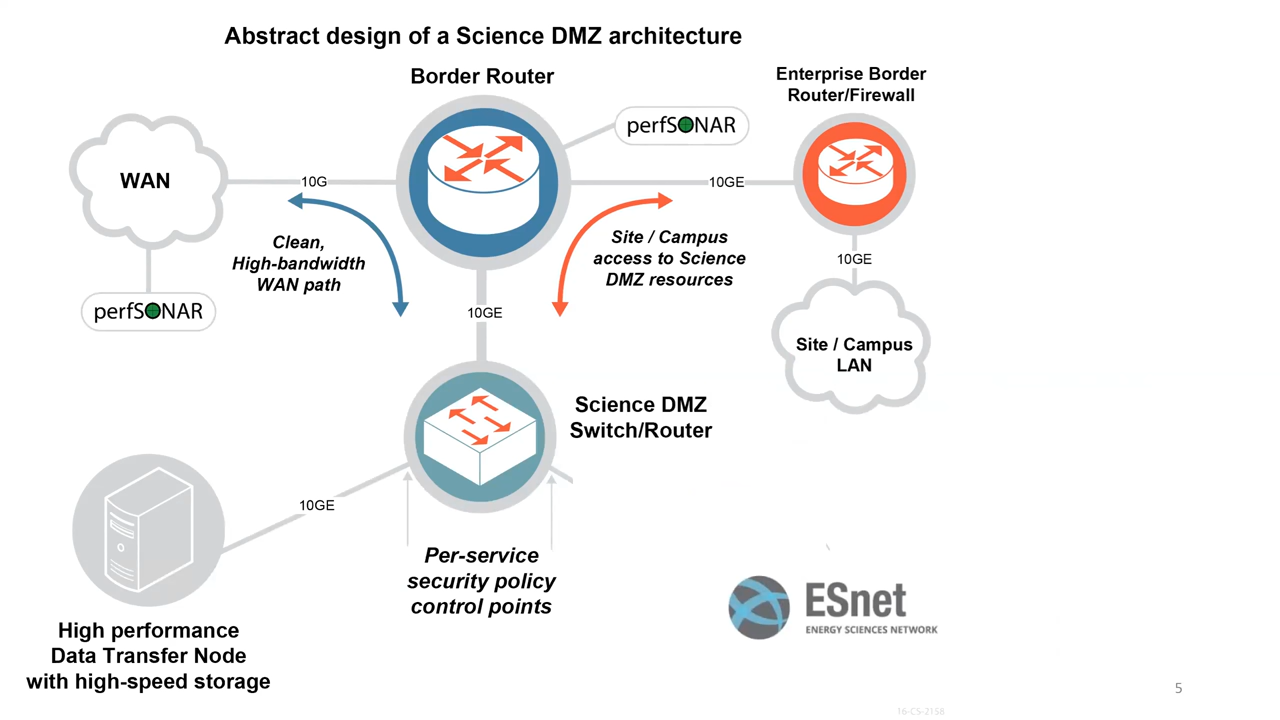 Abstract design of a Science DMZ architecture
Border Router
Enterprise Border
Router/Firewall
perfSONAR
WAN
10G
10GE
Clean,
High-bandwidth
WAN path
Site / Campus
access to Science
DMZ resources
10GE
perfSONAR
10GE
Site / Campus
LAN
Science DMZ
Switch/Router
10GE
Per-service
security policy
control points
High performance
Data Transfer Node
with high-speed storage
ESnet
ENERGY SCIENCES NETWORK
5
16-CS-2158